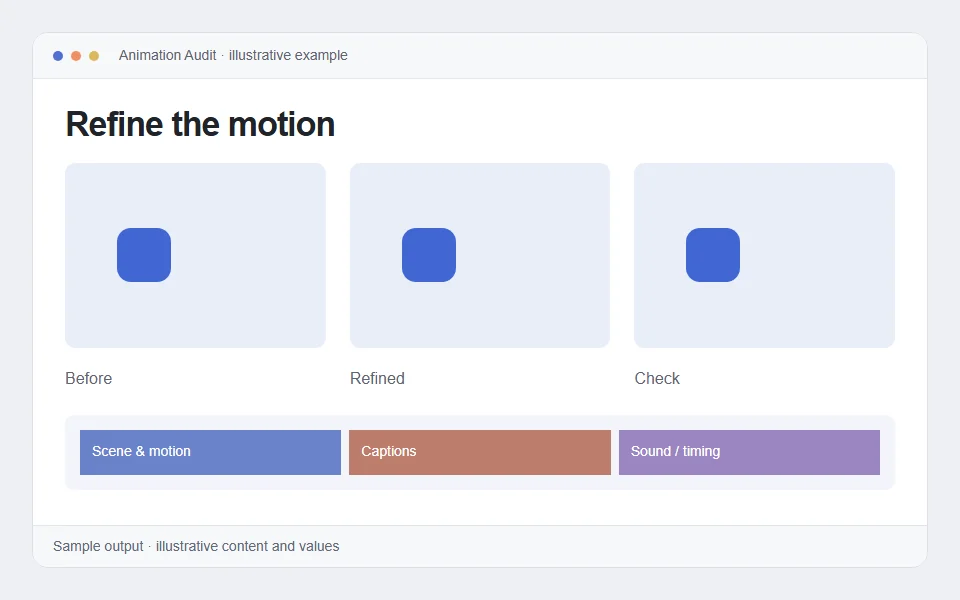 Animation Audit · illustrative example
Refine the motion
Before
Refined
Check
Scene & motion
Captions
Sound / timing
Sample output · illustrative content and values